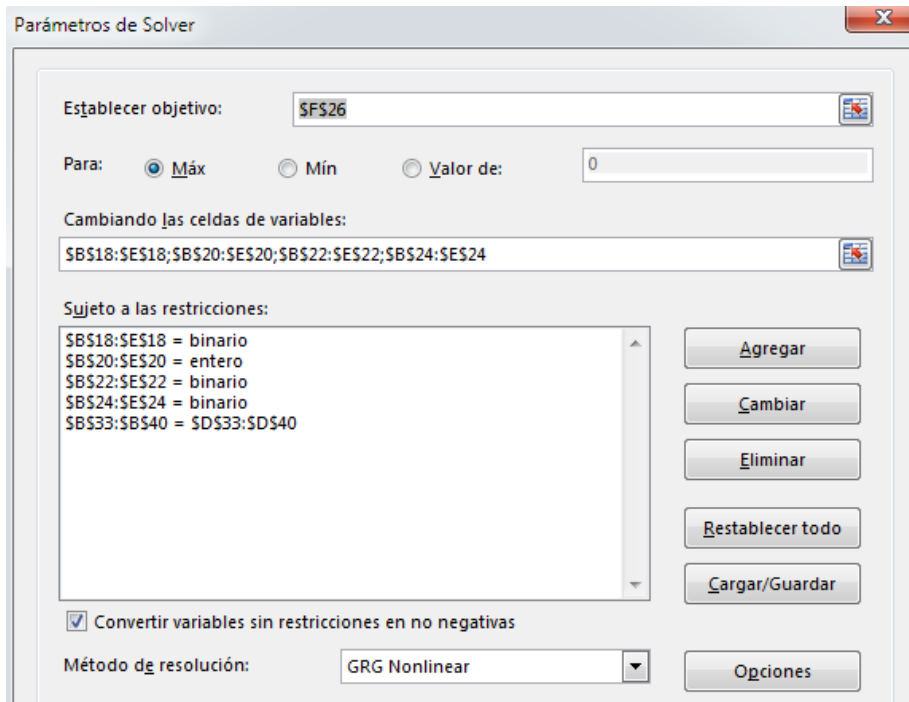 Parámetros de Solver
x
Establecer objetivo:
$F$26
Para:
Máx
Mín
Valor de:
0
Cambiando las celdas de variables:
$B$18:$E$18;$B$20:$E$20;$B$22:$E$22;$B$24:$E$24
Sujeto a las restricciones:
$B$18:$E$18 = binario
$B$20:$E$20 = entero
$B$22:$E$22 = binario
$B$24:$E$24 = binario
$B$33:$B$40 = $D$33:$D$40
Agregar
Cambiar
Eliminar
Restablecer todo
Cargar/Guardar
Convertir variables sin restricciones en no negativas
Método de resolución:
GRG Nonlinear
Opciones